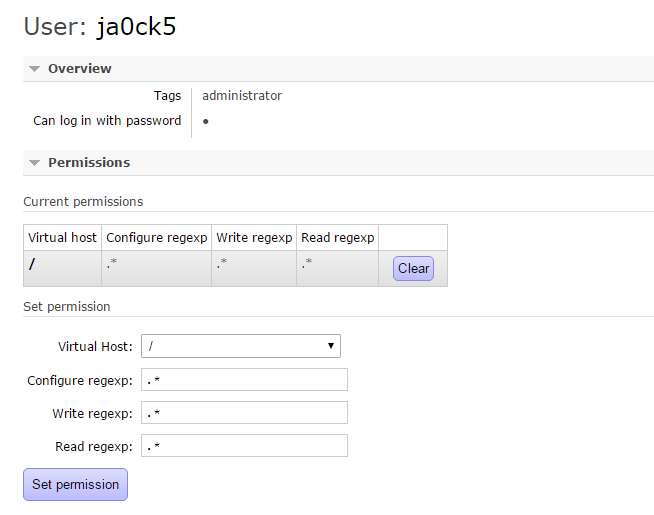 User: ja0ck5
Overview
Tags administrator
Can log in with password ●
Permissions
Current permissions
Virtual host Configure regexp Write regexp Read regexp
/ .* .* .* Clear
Set permission
Virtual Host: /
Configure regexp: .*
Write regexp: .*
Read regexp: .*
Set permission